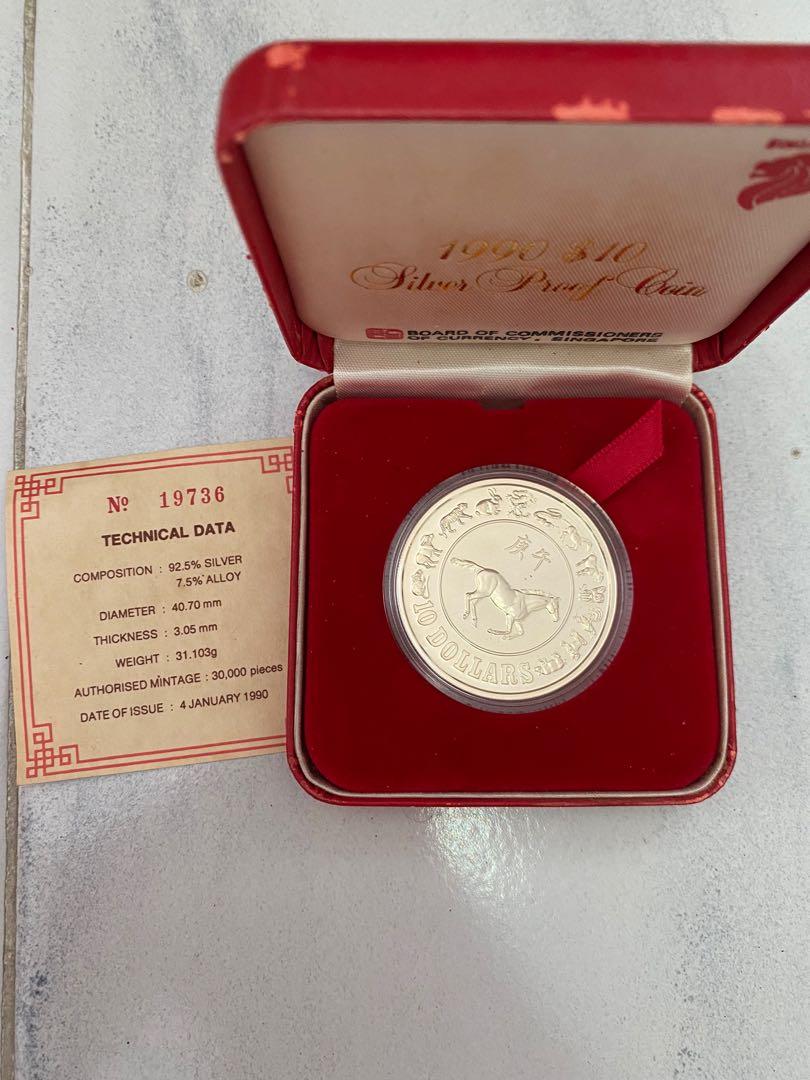 1990 $10
Silver Proof Coin
BOARD OF COMMISSIONERS
OF CURRENCY, SINGAPORE
Nº 19736
TECHNICAL DATA
COMPOSITION : 92.5% SILVER
7.5% ALLOY
DIAMETER : 40.70 mm
THICKNESS : 3.05 mm
WEIGHT : 31.103g
AUTHORISED MINTAGE : 30,000 pieces
DATE OF ISSUE : 4 JANUARY 1990
庚午
10 DOLLARS